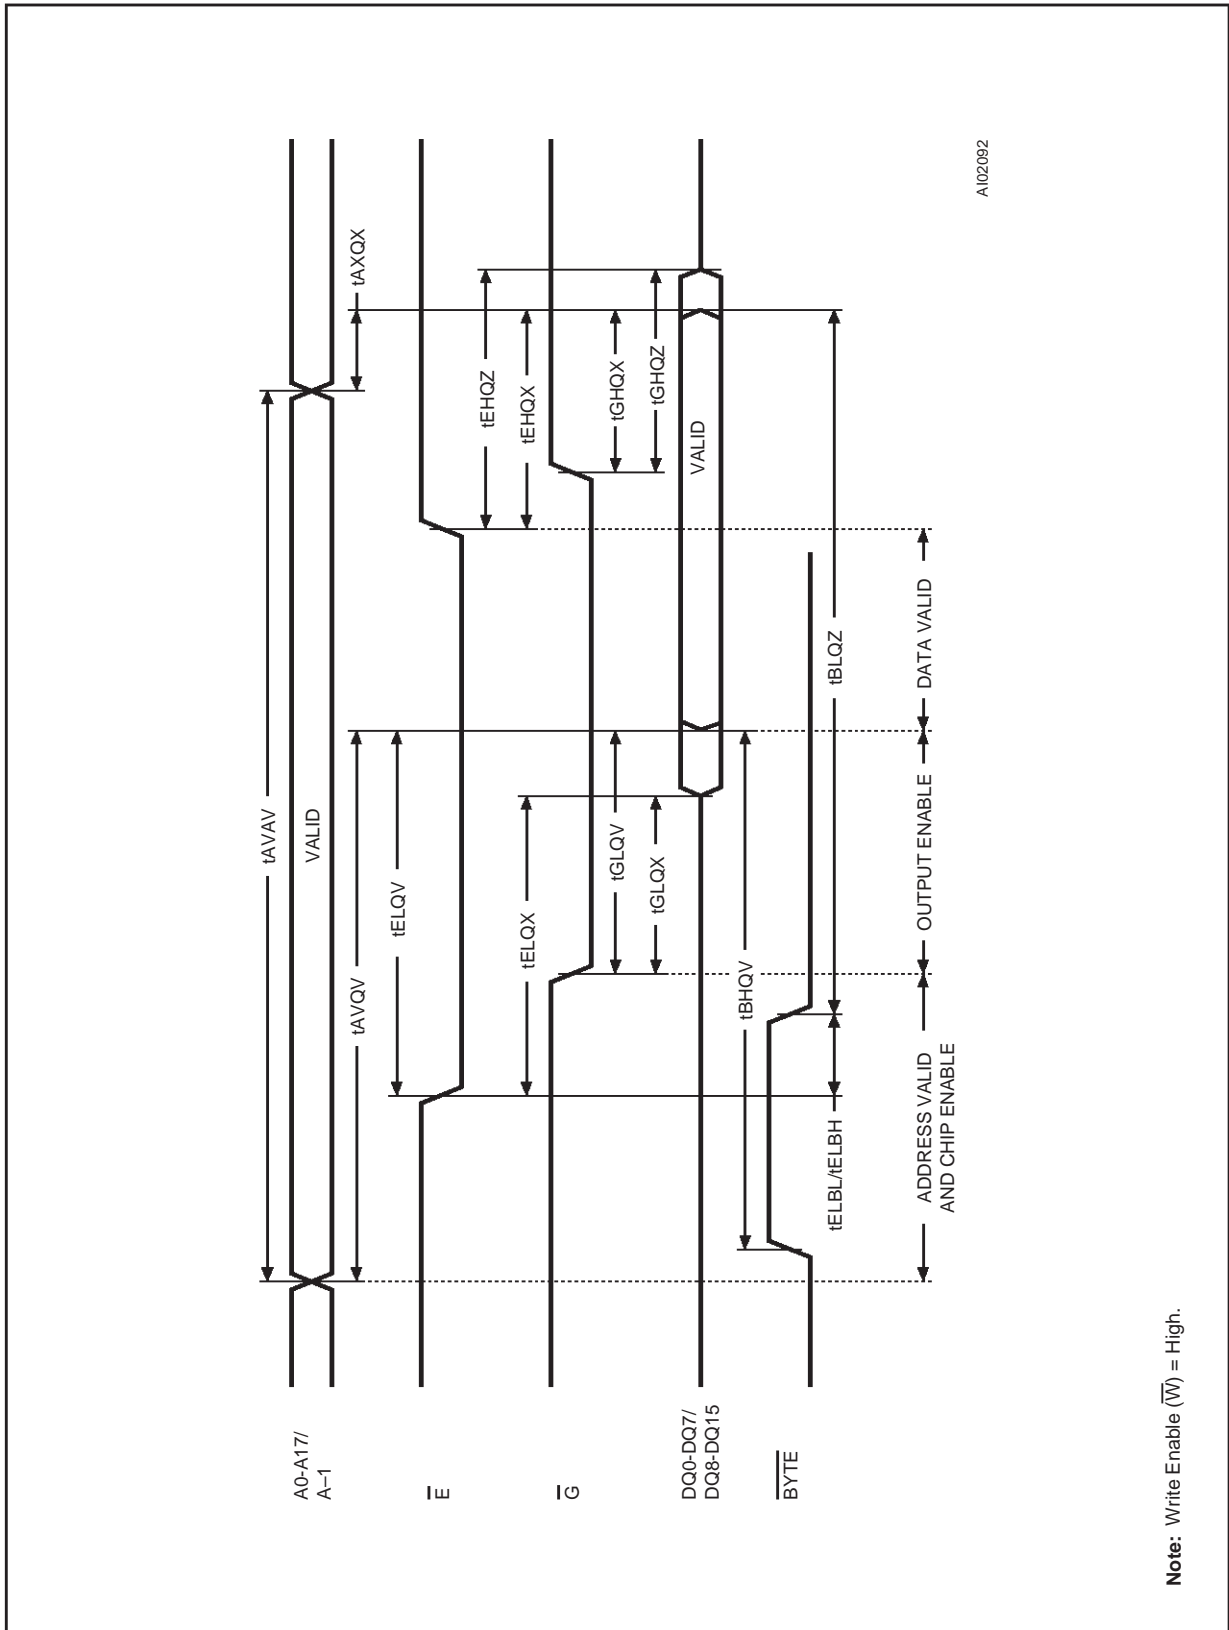 tAVAV
A0-A17/
A–1
VALID
tAVQV
tAXQX
tELQV
E
tEHQZ
tELQX
tEHQX
G
tGLQV
tGHQX
tGLQX
tGHQZ
DQ0-DQ7/
DQ8-DQ15
VALID
tBHQV
BYTE
tELBL/tELBH
tBLQZ
ADDRESS VALID
AND CHIP ENABLE
OUTPUT ENABLE
DATA VALID
AI02092
Note: Write Enable (W) = High.